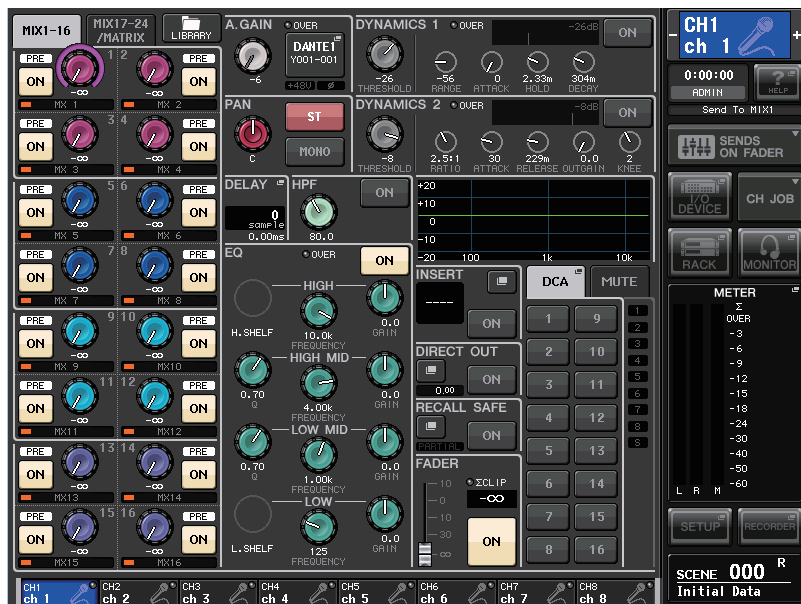 MIX1-16
MIX17-24
/MATRIX
LIBRARY
PRE
1 2
PRE
ON
ON
-∞
-∞
MX 1
MX 2
PRE
3 4
PRE
ON
ON
-∞
-∞
MX 3
MX 4
PRE
5 6
PRE
ON
ON
-∞
-∞
MX 5
MX 6
PRE
7 8
PRE
ON
ON
-∞
-∞
MX 7
MX 8
PRE
9 10
PRE
ON
ON
-∞
-∞
MX 9
MX10
PRE
11 12
PRE
ON
ON
-∞
-∞
MX11
MX12
PRE
13 14
PRE
ON
ON
-∞
-∞
MX13
MX14
PRE
15 16
PRE
ON
ON
-∞
-∞
MX15
MX16
A.GAIN
OVER
-6
DANTE1
Y001-001
+48V
Ø
PAN
C
ST
MONO
DELAY
0
sample
0.00ms
HPF
80.0
ON
EQ
OVER
ON
HIGH
H.SHELF
10.0k
FREQUENCY
0.0
GAIN
HIGH MID
0.70
Q
4.00k
FREQUENCY
0.0
GAIN
LOW MID
0.70
Q
1.00k
FREQUENCY
0.0
GAIN
LOW
L.SHELF
125
FREQUENCY
0.0
GAIN
DYNAMICS 1
OVER
-26dB
ON
-26
THRESHOLD
-56
RANGE
0
ATTACK
2.33m
HOLD
304m
DECAY
DYNAMICS 2
OVER
-8dB
ON
-8
THRESHOLD
2.5:1
RATIO
30
ATTACK
229m
RELEASE
0.0
OUTGAIN
2
KNEE
+20
+10
0
-10
-20
100
1k
10k
INSERT
----
ON
DIRECT OUT
0.00
ON
RECALL SAFE
PARTIAL
ON
FADER
10
0
10
30
∞
ΣCLIP
-∞
ON
DCA
MUTE
1
9
2
10
3
11
4
12
5
13
6
14
7
15
8
16
1
2
3
4
5
6
7
8
S
CH1
ch 1
-
+
0:00:00
ADMIN
?
HELP
Send To MIX1
SENDS
ON FADER
I/O
DEVICE
CH JOB
RACK
MONITOR
METER
Σ
OVER
-3
-6
-9
-12
-15
-18
-24
-30
-40
-50
-60
L R M
SETUP
RECORDER
SCENE 000 R
Initial Data
CH1
ch 1
CH2
ch 2
CH3
ch 3
CH4
ch 4
CH5
ch 5
CH6
ch 6
CH7
ch 7
CH8
ch 8